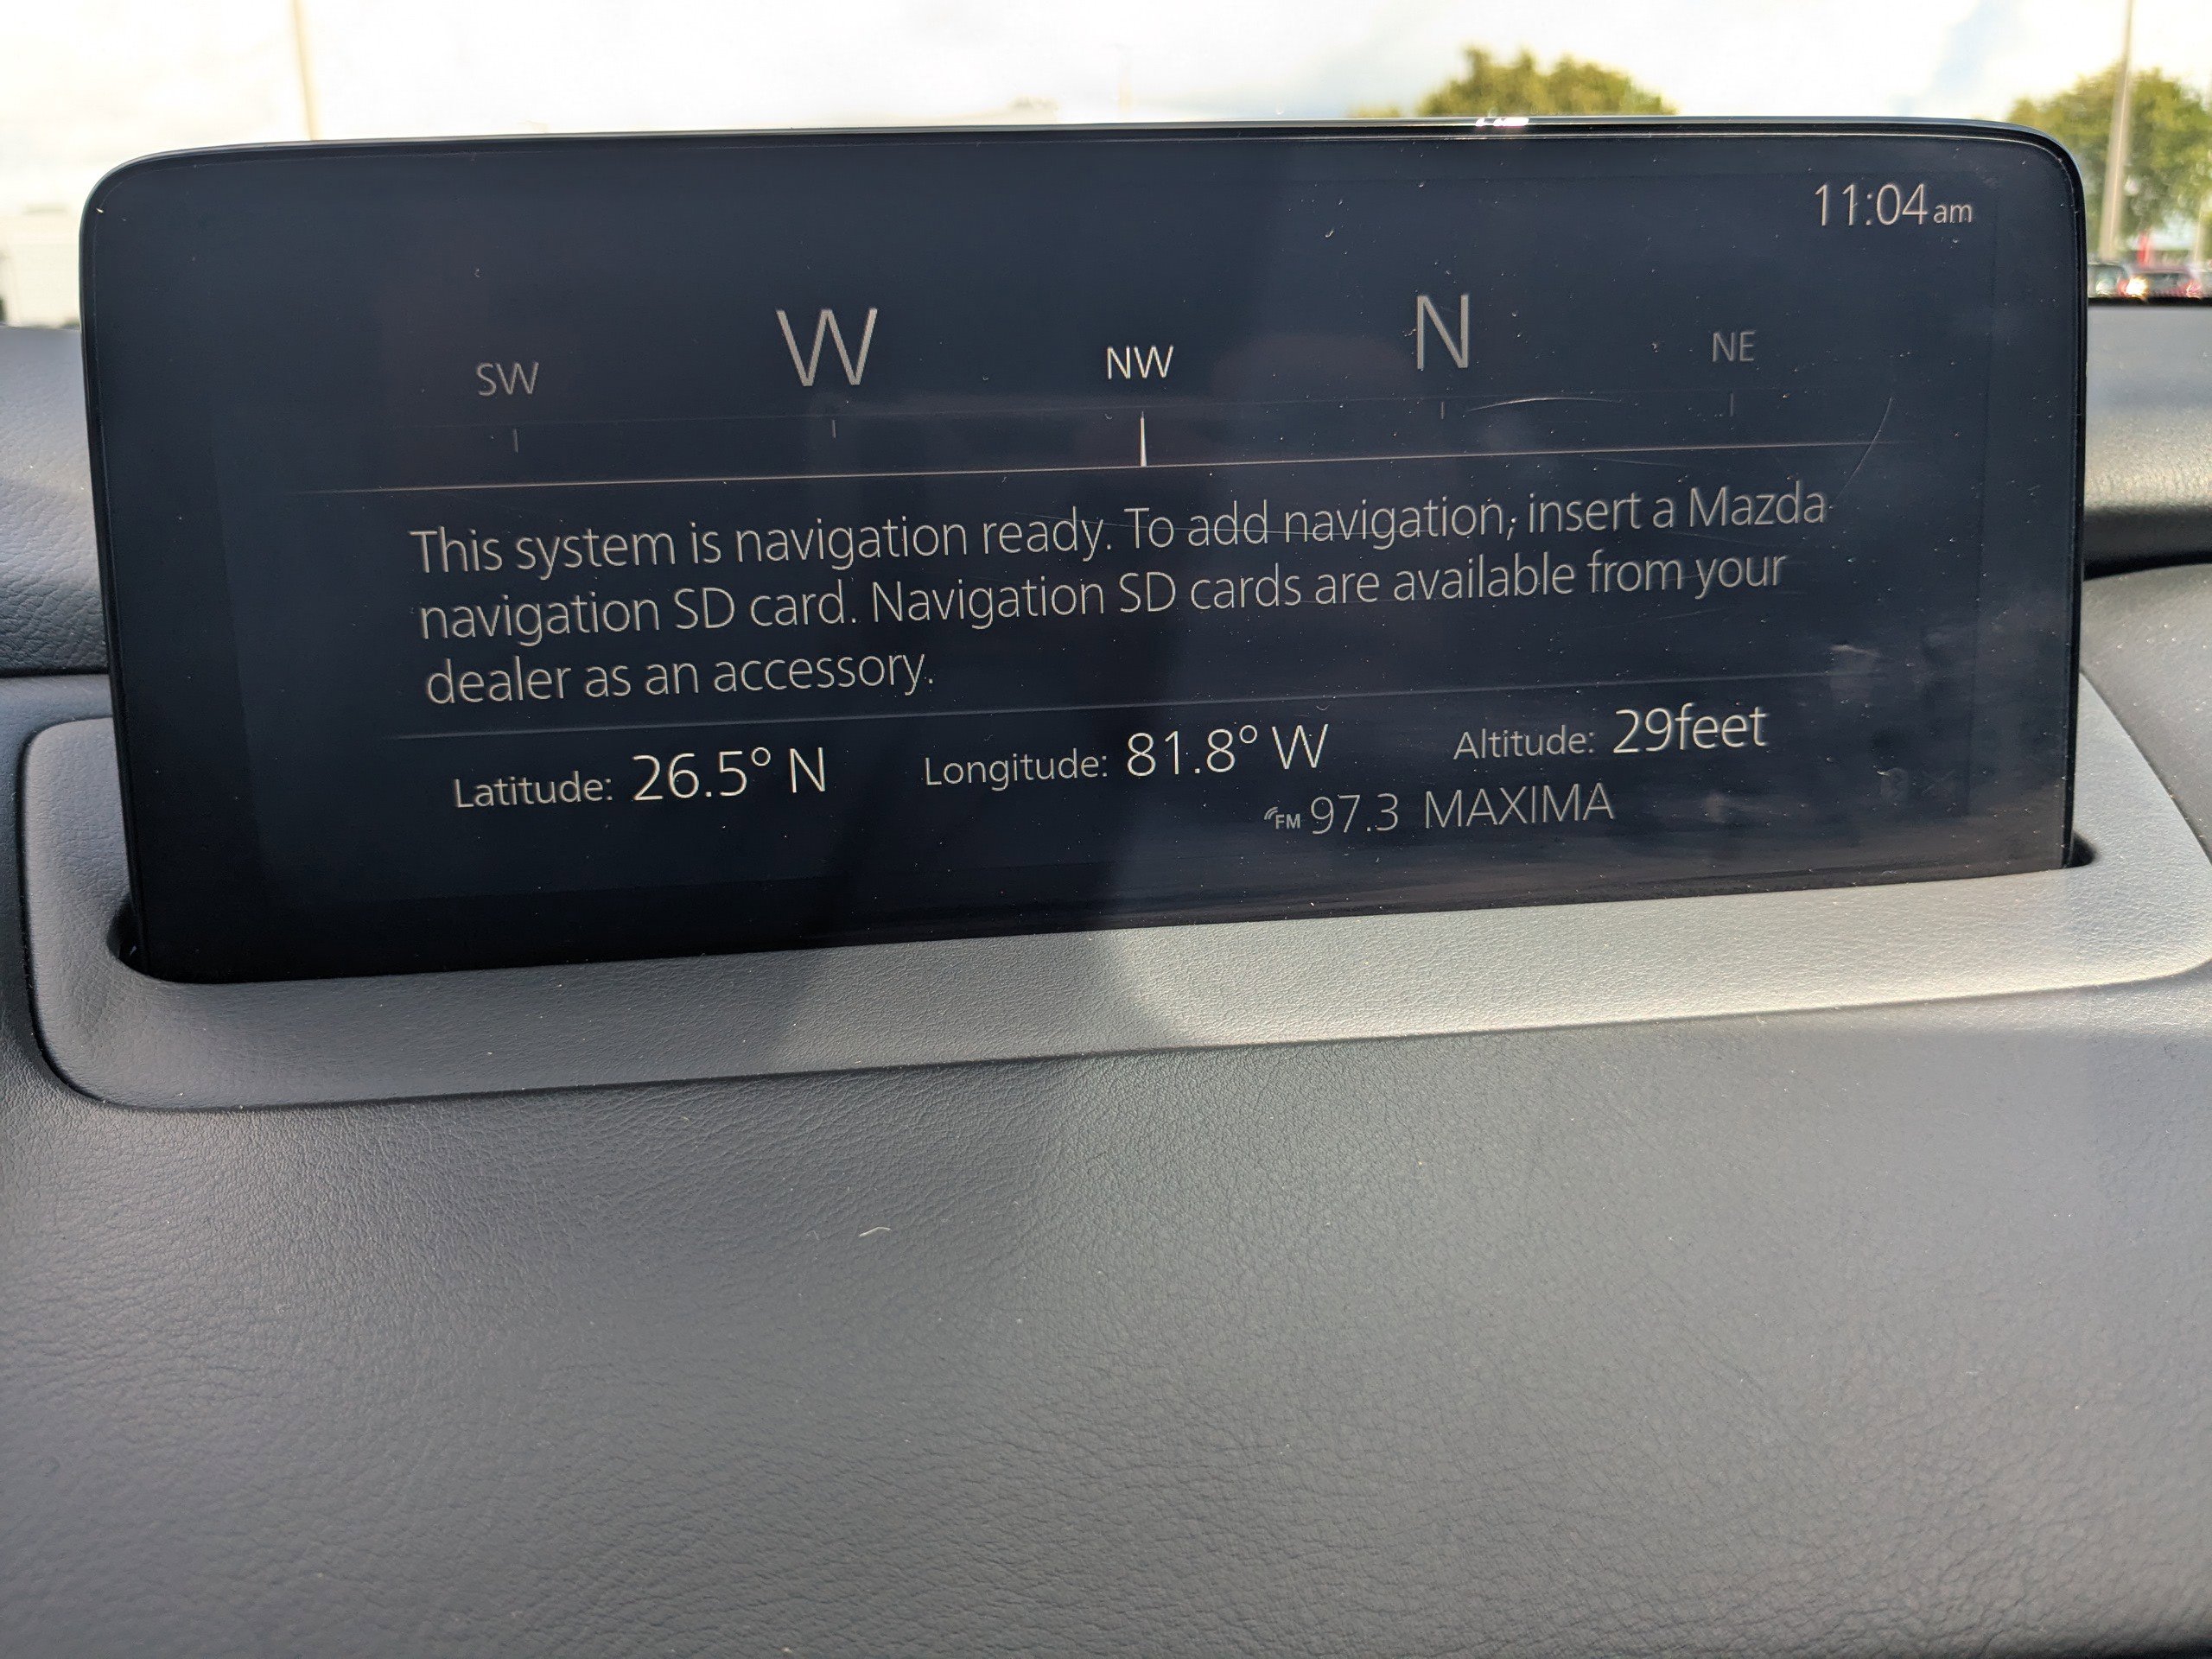 11:04am
SW W NW N NE
This system is navigation ready. To add navigation, insert a Mazda
navigation SD card. Navigation SD cards are available from your
dealer as an accessory.
Latitude: 26.5° N Longitude: 81.8° W Altitude: 29feet
FM 97.3 MAXIMA